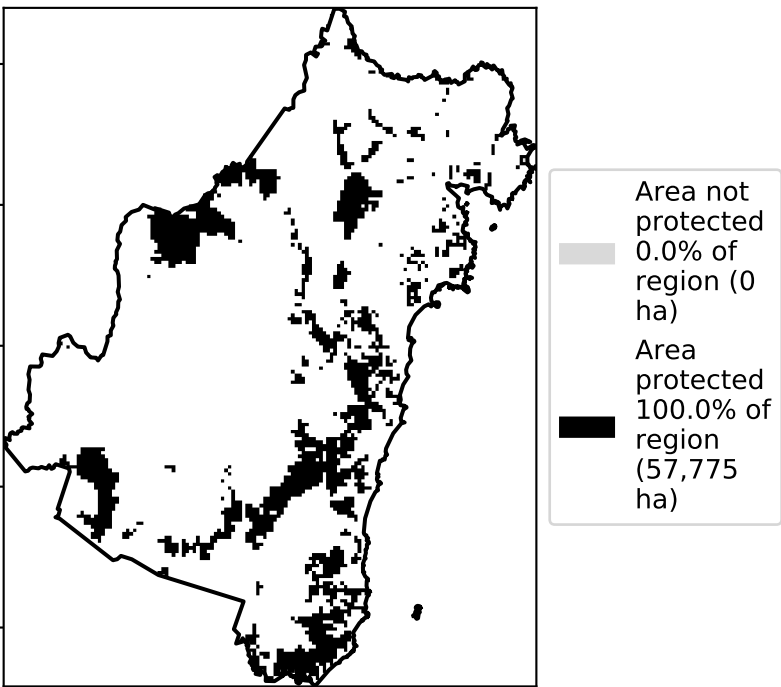 Area not
protected
0.0% of
region (0
ha)
Area
protected
100.0% of
region
(57,775
ha)